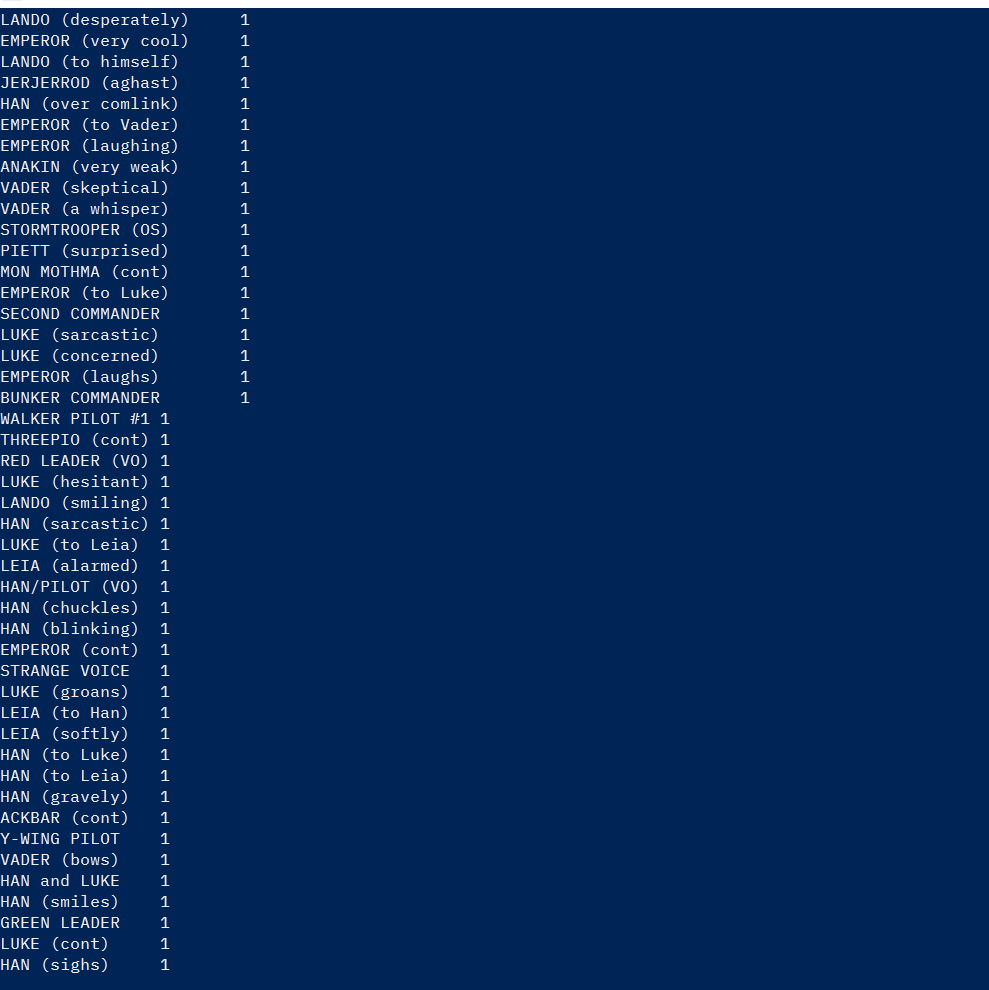 LANDO (desperately) 1
EMPEROR (very cool) 1
LANDO (to himself) 1
JERJERROD (aghast) 1
HAN (over comlink) 1
EMPEROR (to Vader) 1
EMPEROR (laughing) 1
ANAKIN (very weak) 1
VADER (skeptical) 1
VADER (a whisper) 1
STORMTROOPER (OS) 1
PIETT (surprised) 1
MON MOTHMA (cont) 1
EMPEROR (to Luke) 1
SECOND COMMANDER 1
LUKE (sarcastic) 1
LUKE (concerned) 1
EMPEROR (laughs) 1
BUNKER COMMANDER 1
WALKER PILOT #1 1
THREEPIO (cont) 1
RED LEADER (VO) 1
LUKE (hesitant) 1
LANDO (smiling) 1
HAN (sarcastic) 1
LUKE (to Leia) 1
LEIA (alarmed) 1
HAN/PILOT (VO) 1
HAN (chuckles) 1
HAN (blinking) 1
EMPEROR (cont) 1
STRANGE VOICE 1
LUKE (groans) 1
LEIA (to Han) 1
LEIA (softly) 1
HAN (to Luke) 1
HAN (to Leia) 1
HAN (gravely) 1
ACKBAR (cont) 1
Y-WING PILOT 1
VADER (bows) 1
HAN and LUKE 1
HAN (smiles) 1
GREEN LEADER 1
LUKE (cont) 1
HAN (sighs) 1